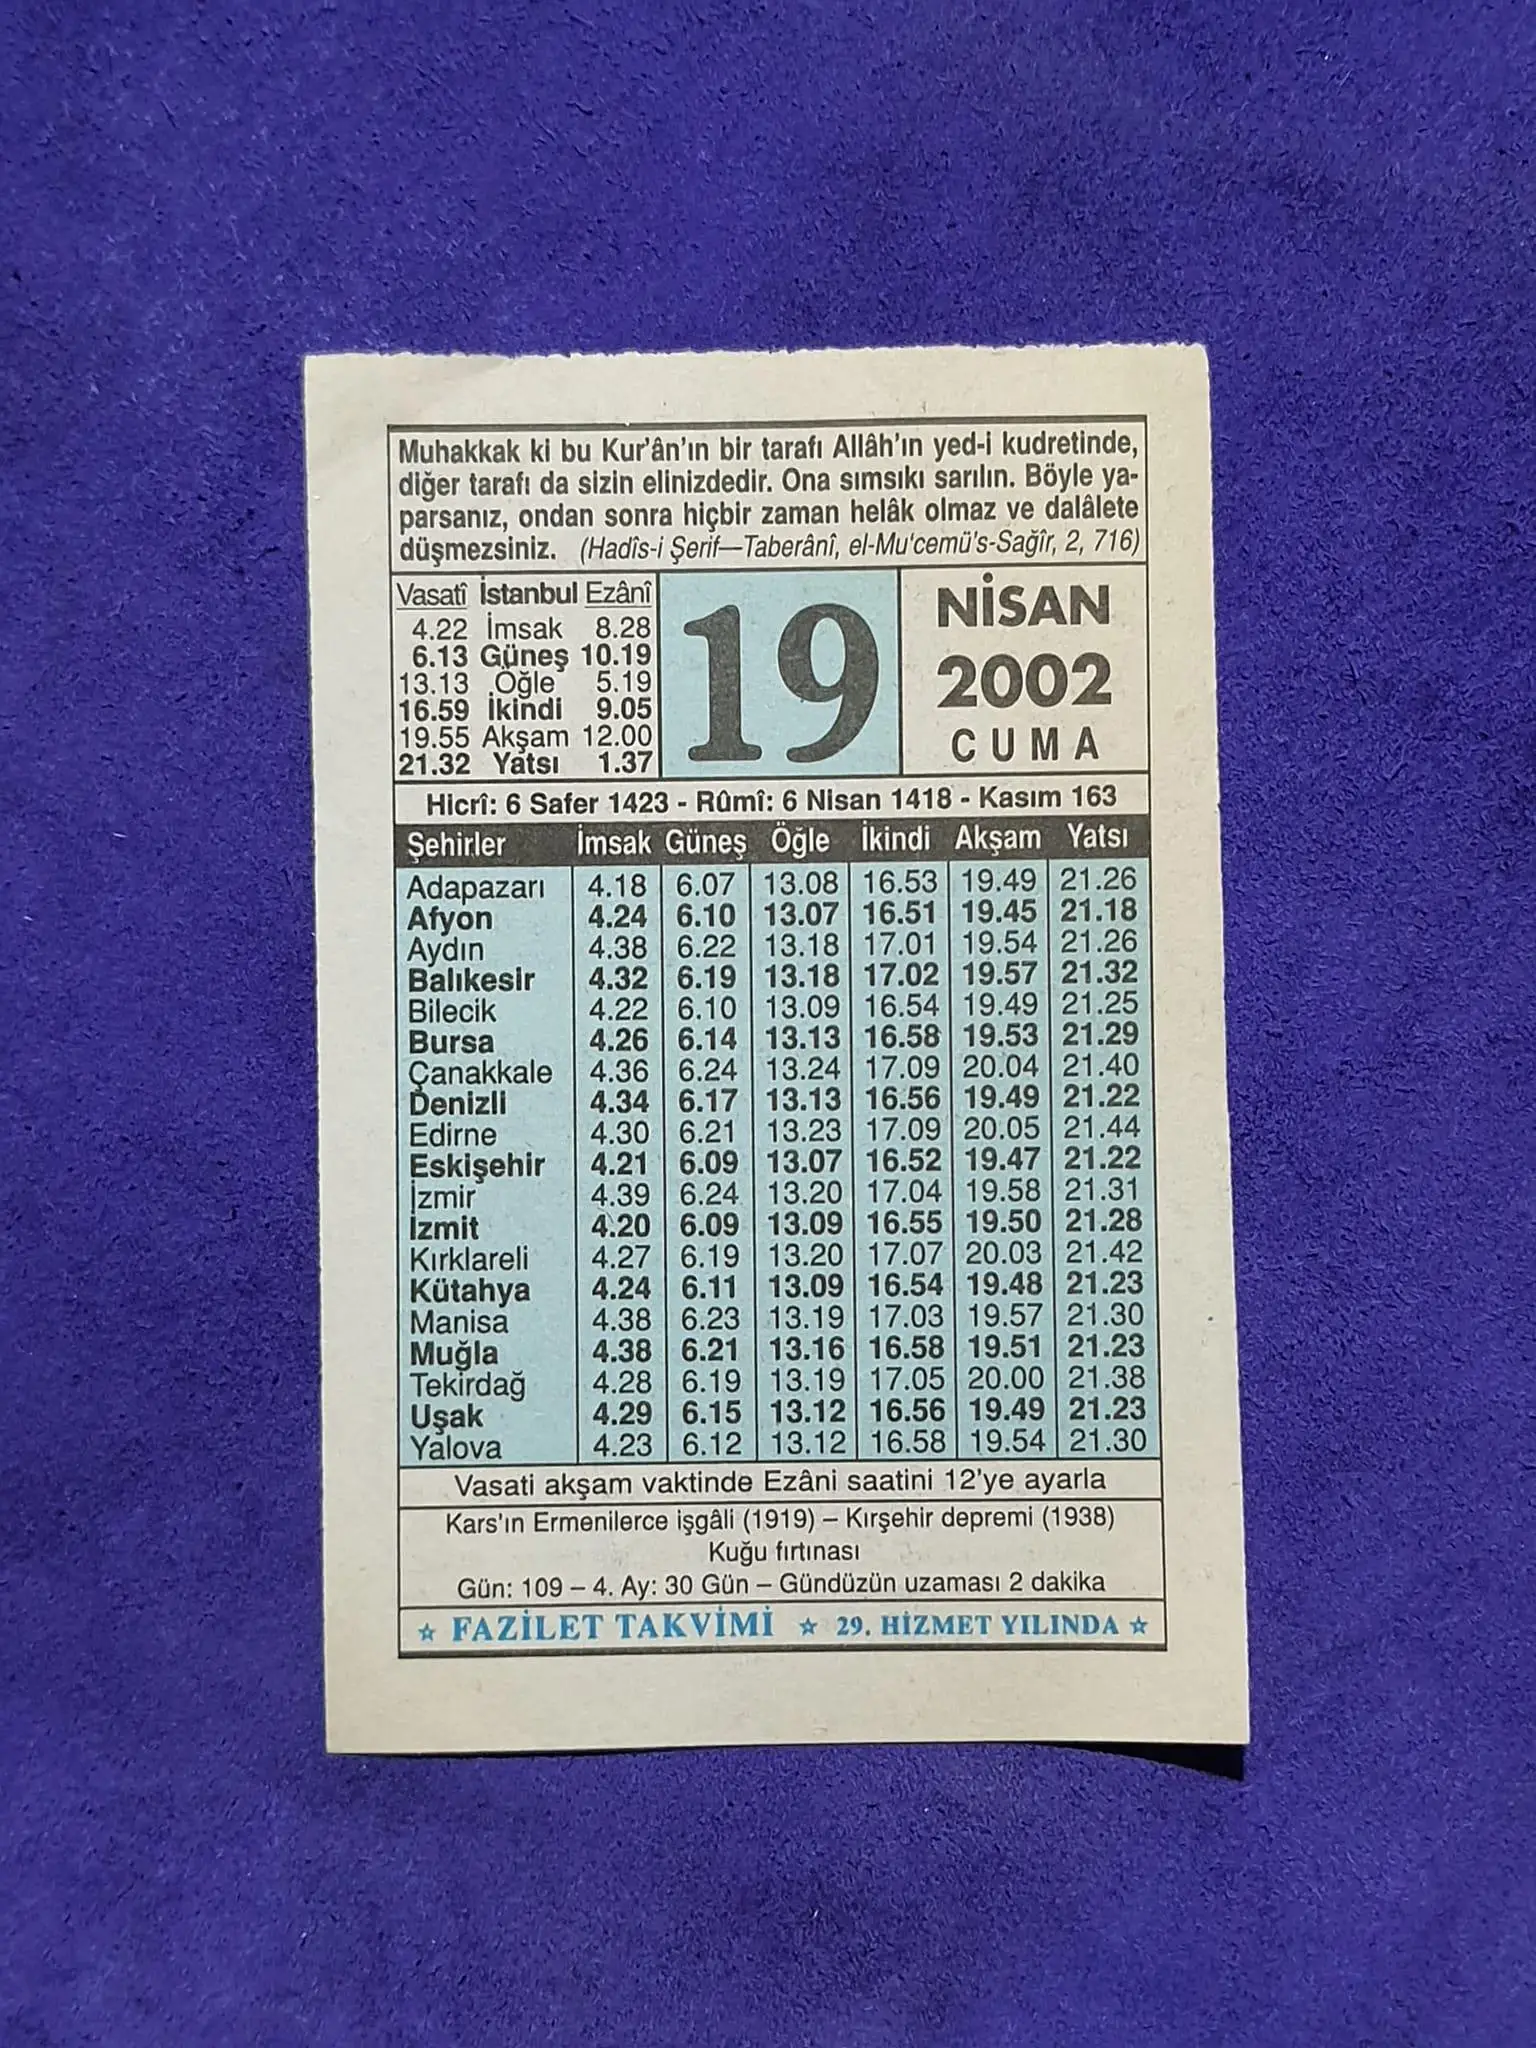 Muhakkak ki bu Kur'ân'ın bir tarafı Allâh'ın yed-i kudretinde,
diğer tarafı da sizin elinizdedir. Ona sımsıkı sarılın. Böyle ya-
parsanız, ondan sonra hiçbir zaman helâk olmaz ve dalâlete
düşmezsiniz. (Hadîs-i Şerif—Taberânî, el-Mu'cemü's-Sağîr, 2, 716)
Vasatî İstanbul Ezânî
4.22 İmsak 8.28
6.13 Güneş 10.19
13.13 Öğle 5.19
16.59 İkindi 9.05
19.55 Akşam 12.00
21.32 Yatsı 1.37
19
NİSAN
2002
CUMA
Hicrî: 6 Safer 1423 - Rûmî: 6 Nisan 1418 - Kasım 163
Şehirler İmsak Güneş Öğle İkindi Akşam Yatsı
Adapazarı 4.18 6.07 13.08 16.53 19.49 21.26
Afyon 4.24 6.10 13.07 16.51 19.45 21.18
Aydın 4.38 6.22 13.18 17.01 19.54 21.26
Balıkesir 4.32 6.19 13.18 17.02 19.57 21.32
Bilecik 4.22 6.10 13.09 16.54 19.49 21.25
Bursa 4.26 6.14 13.13 16.58 19.53 21.29
Çanakkale 4.36 6.24 13.24 17.09 20.04 21.40
Denizli 4.34 6.17 13.13 16.56 19.49 21.22
Edirne 4.30 6.21 13.23 17.09 20.05 21.44
Eskişehir 4.21 6.09 13.07 16.52 19.47 21.22
İzmir 4.39 6.24 13.20 17.04 19.58 21.31
İzmit 4.20 6.09 13.09 16.55 19.50 21.28
Kırklareli 4.27 6.19 13.20 17.07 20.03 21.42
Kütahya 4.24 6.11 13.09 16.54 19.48 21.23
Manisa 4.38 6.23 13.19 17.03 19.57 21.30
Muğla 4.38 6.21 13.16 16.58 19.51 21.23
Tekirdağ 4.28 6.19 13.19 17.05 20.00 21.38
Uşak 4.29 6.15 13.12 16.56 19.49 21.23
Yalova 4.23 6.12 13.12 16.58 19.54 21.30
Vasati akşam vaktinde Ezâni saatini 12'ye ayarla
Kars'ın Ermenilerce işgâli (1919) – Kırşehir depremi (1938)
Kuğu fırtınası
Gün: 109 – 4. Ay: 30 Gün – Gündüzün uzaması 2 dakika
☆ FAZİLET TAKVİMİ ☆ 29. HİZMET YILINDA ☆